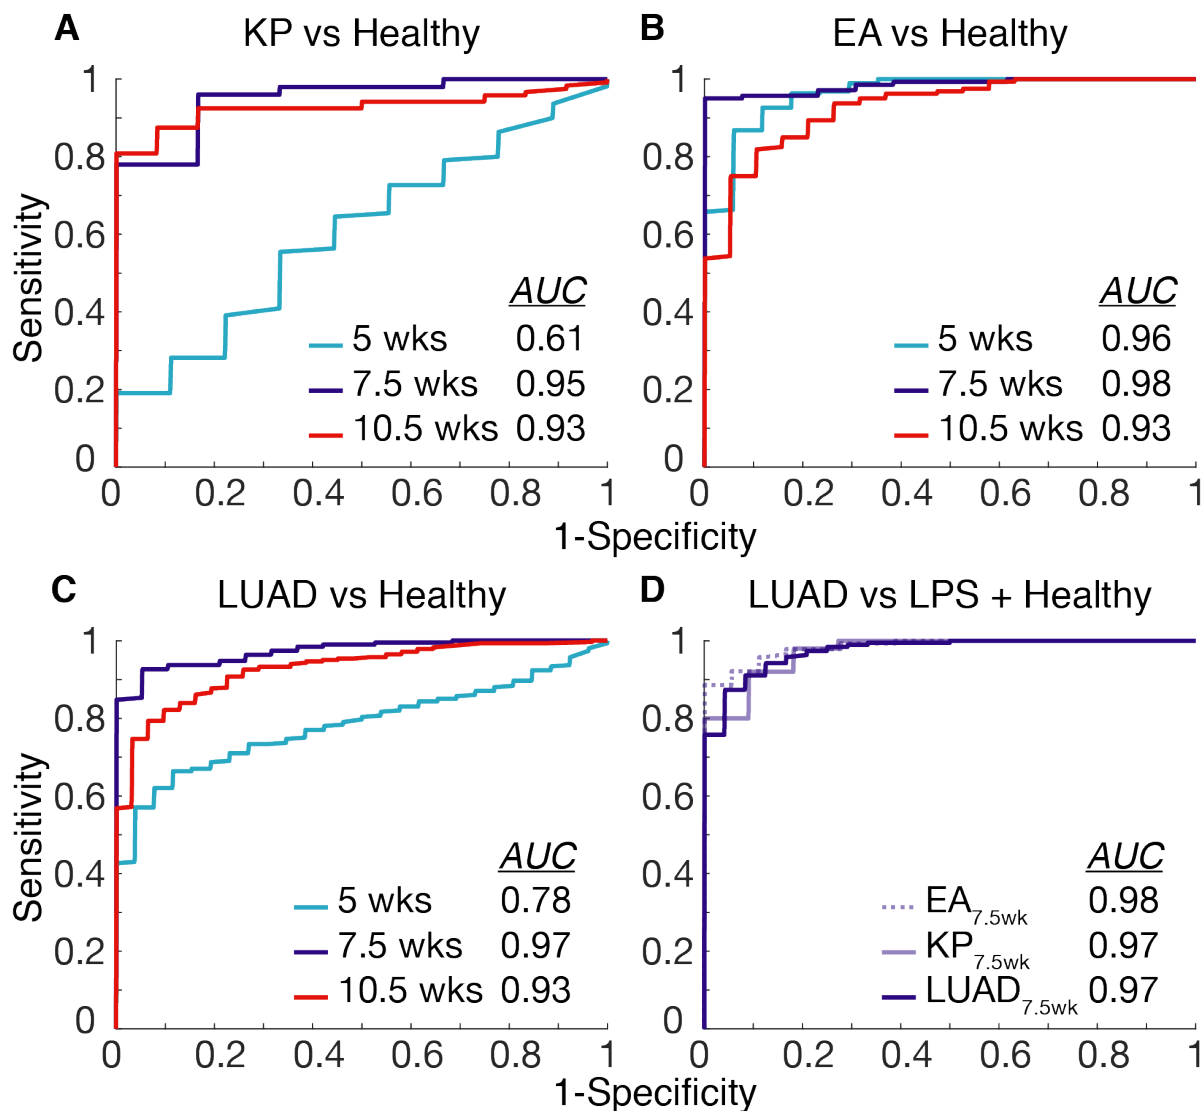 A KP vs Healthy
1
0.8
0.6
0.4
0.2
0
Sensitivity
AUC
5 wks 0.61
7.5 wks 0.95
10.5 wks 0.93
0 0.2 0.4 0.6 0.8 1
B EA vs Healthy
1
0.8
0.6
0.4
0.2
0
AUC
5 wks 0.96
7.5 wks 0.98
10.5 wks 0.93
0 0.2 0.4 0.6 0.8 1
1-Specificity
C LUAD vs Healthy
1
0.8
0.6
0.4
0.2
0
Sensitivity
AUC
5 wks 0.78
7.5 wks 0.97
10.5 wks 0.93
0 0.2 0.4 0.6 0.8 1
D LUAD vs LPS + Healthy
1
0.8
0.6
0.4
0.2
0
AUC
EA7.5wk 0.98
KP7.5wk 0.97
LUAD7.5wk 0.97
0 0.2 0.4 0.6 0.8 1
1-Specificity